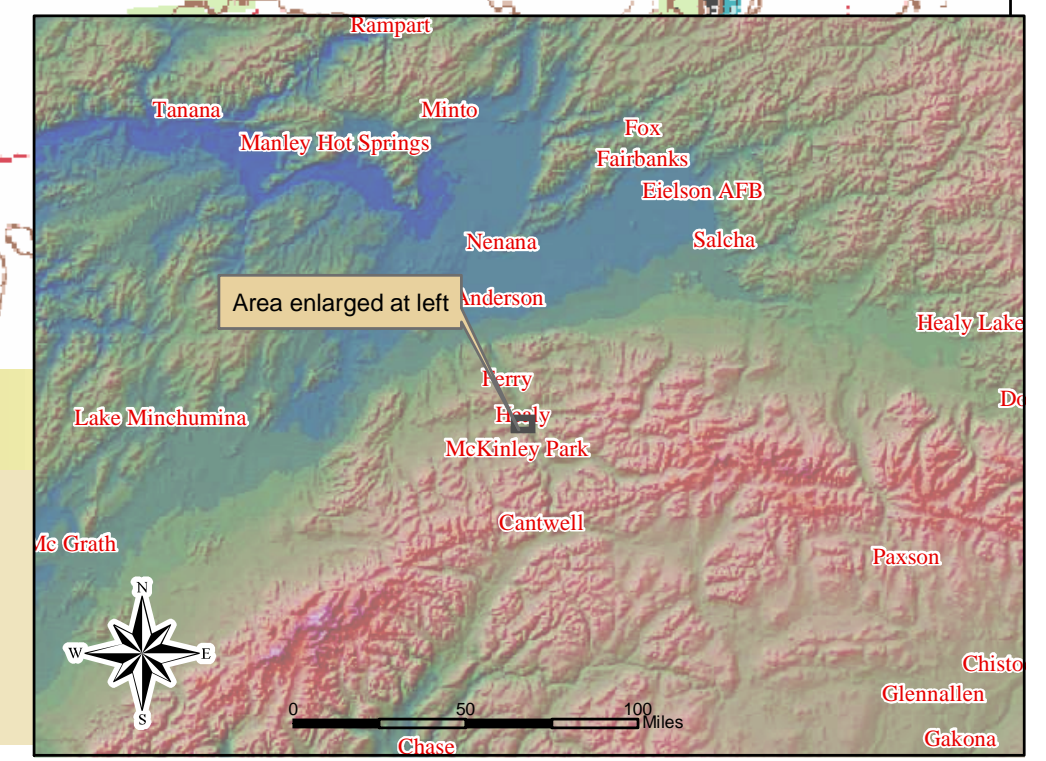 Rampart
Tanana
Minto
Manley Hot Springs
Fox
Fairbanks
Eielson AFB
Nenana
Salcha
Area enlarged at left
Anderson
Healy Lake
Ferry
Do
Lake Minchumina
Healy
McKinley Park
Cantwell
Mc Grath
Paxson
N
W
E
S
Chisto
Glennallen
0 50 100
Miles
Gakona
Chase